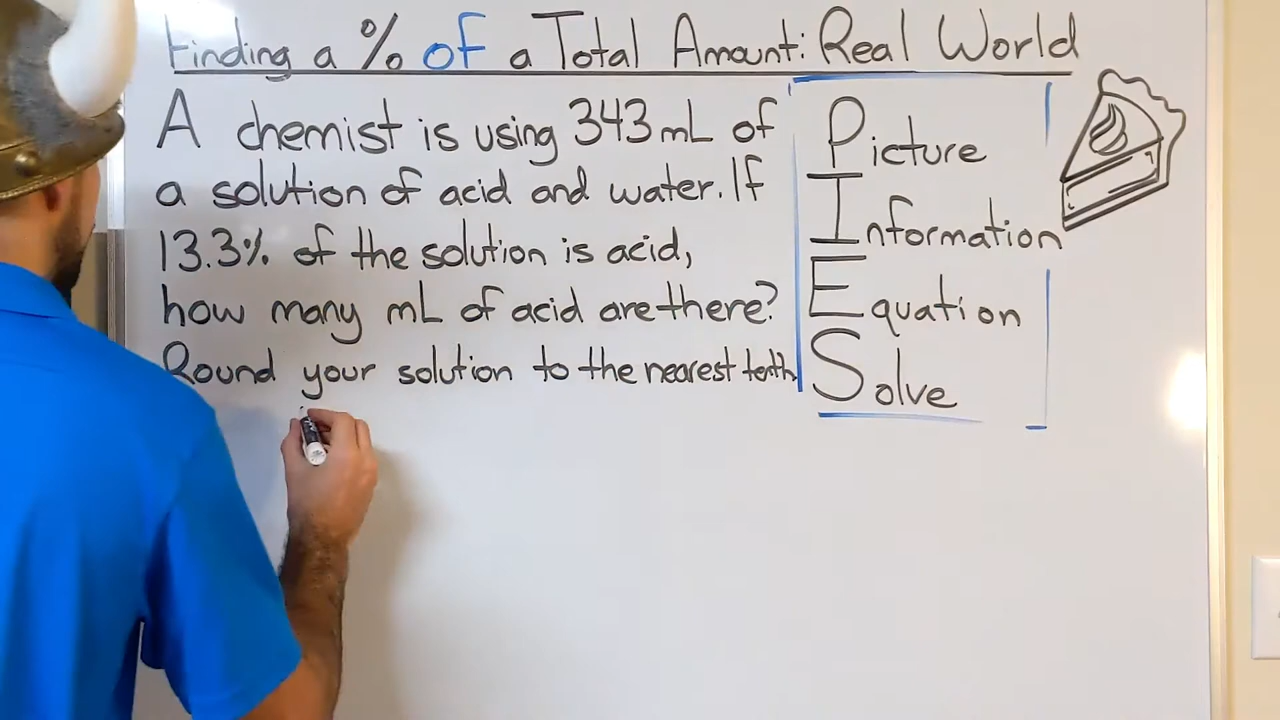 Finding a % of a Total Amount: Real World
A chemist is using 343 mL of
a solution of acid and water. If
13.3% of the solution is acid,
how many mL of acid are there?
Round your solution to the nearest tenth.
Picture
Information
Equation
Solve